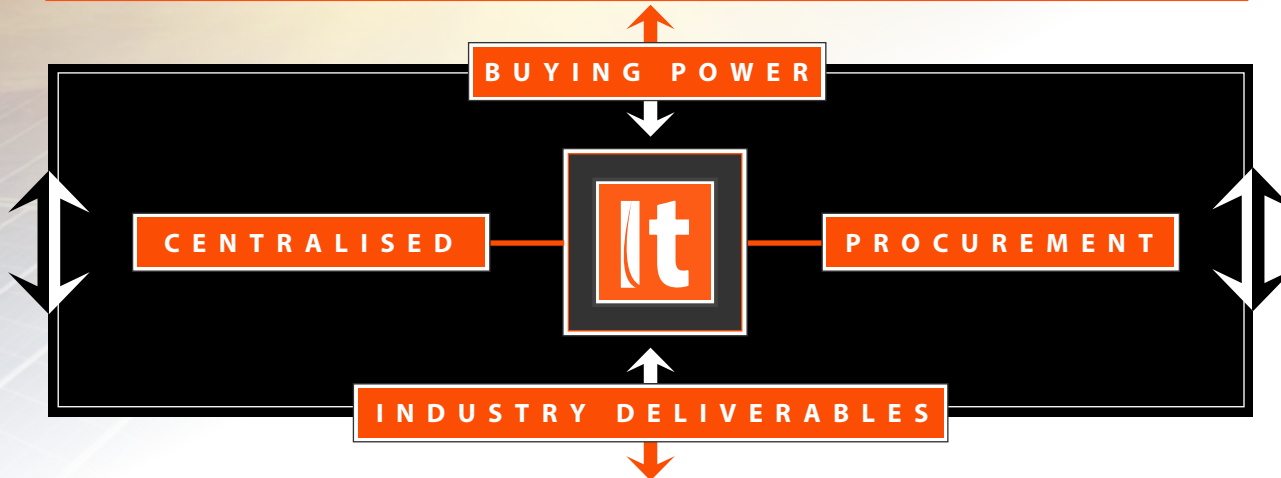 BUYING POWER
CENTRALISED
lt
PROCUREMENT
INDUSTRY DELIVERABLES